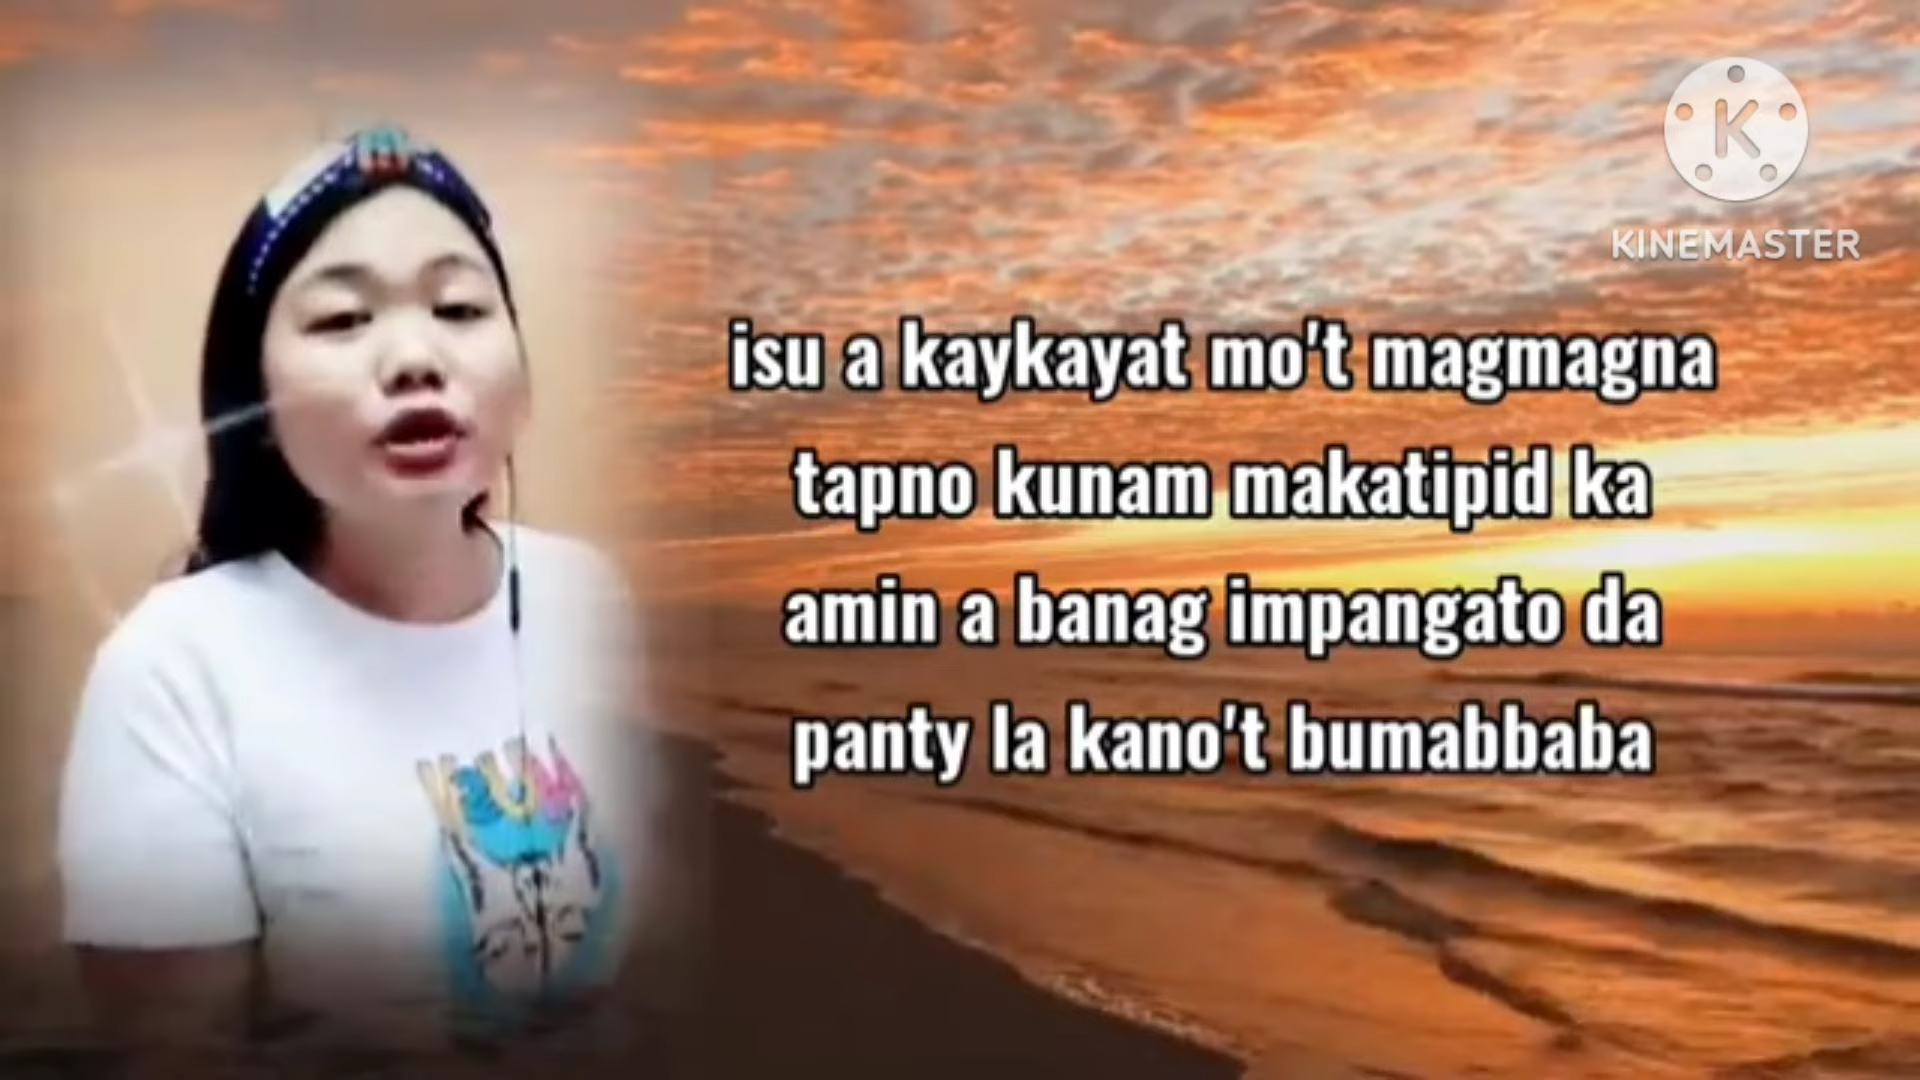 K
KINEMASTER
isu a kaykayat mo't magmagna
tapno kunam makatipid ka
amin a banag impangato da
panty la kano't bumabbaba